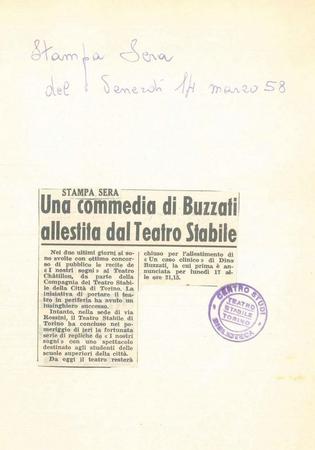 Stampa Sera
del Venerdì 14 marzo 58
STAMPA SERA
Una commedia di Buzzati
allestita dal Teatro Stabile
Nei due ultimi giorni si so-
no svolte con ottimo concor-
so di pubblico le recite de
« I nostri sogni » al Teatro
Châtillon, da parte della
Compagnia del Teatro Stabi-
le della Città di Torino. La
iniziativa di portare il tea-
tro in periferia ha avuto un
lusinghiero successo.
Intanto, nella sede di via
Rossini, il Teatro Stabile di
Torino ha concluso nel po-
meriggio di ieri la fortunata
serie di repliche de « I nostri
sogni » con uno spettacolo
destinato agli studenti delle
scuole superiori della città.
Da oggi il teatro resterà
chiuso per l'allestimento di
« Un caso clinico » di Dino
Buzzati, la cui prima è an-
nunciata per lunedì 17 al-
le ore 21,15.
CENTRO STUDI
TEATRO
STABILE
TORINO
BIBLIOTECA